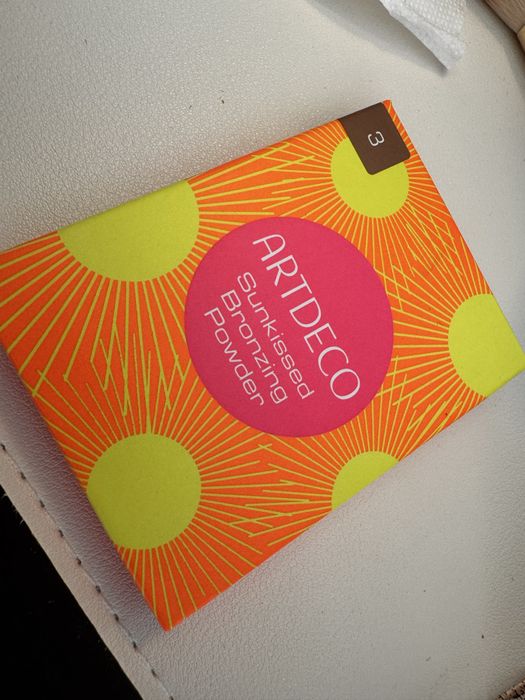 3
ARTDECO
Sunkissed
Bronzing
Powder